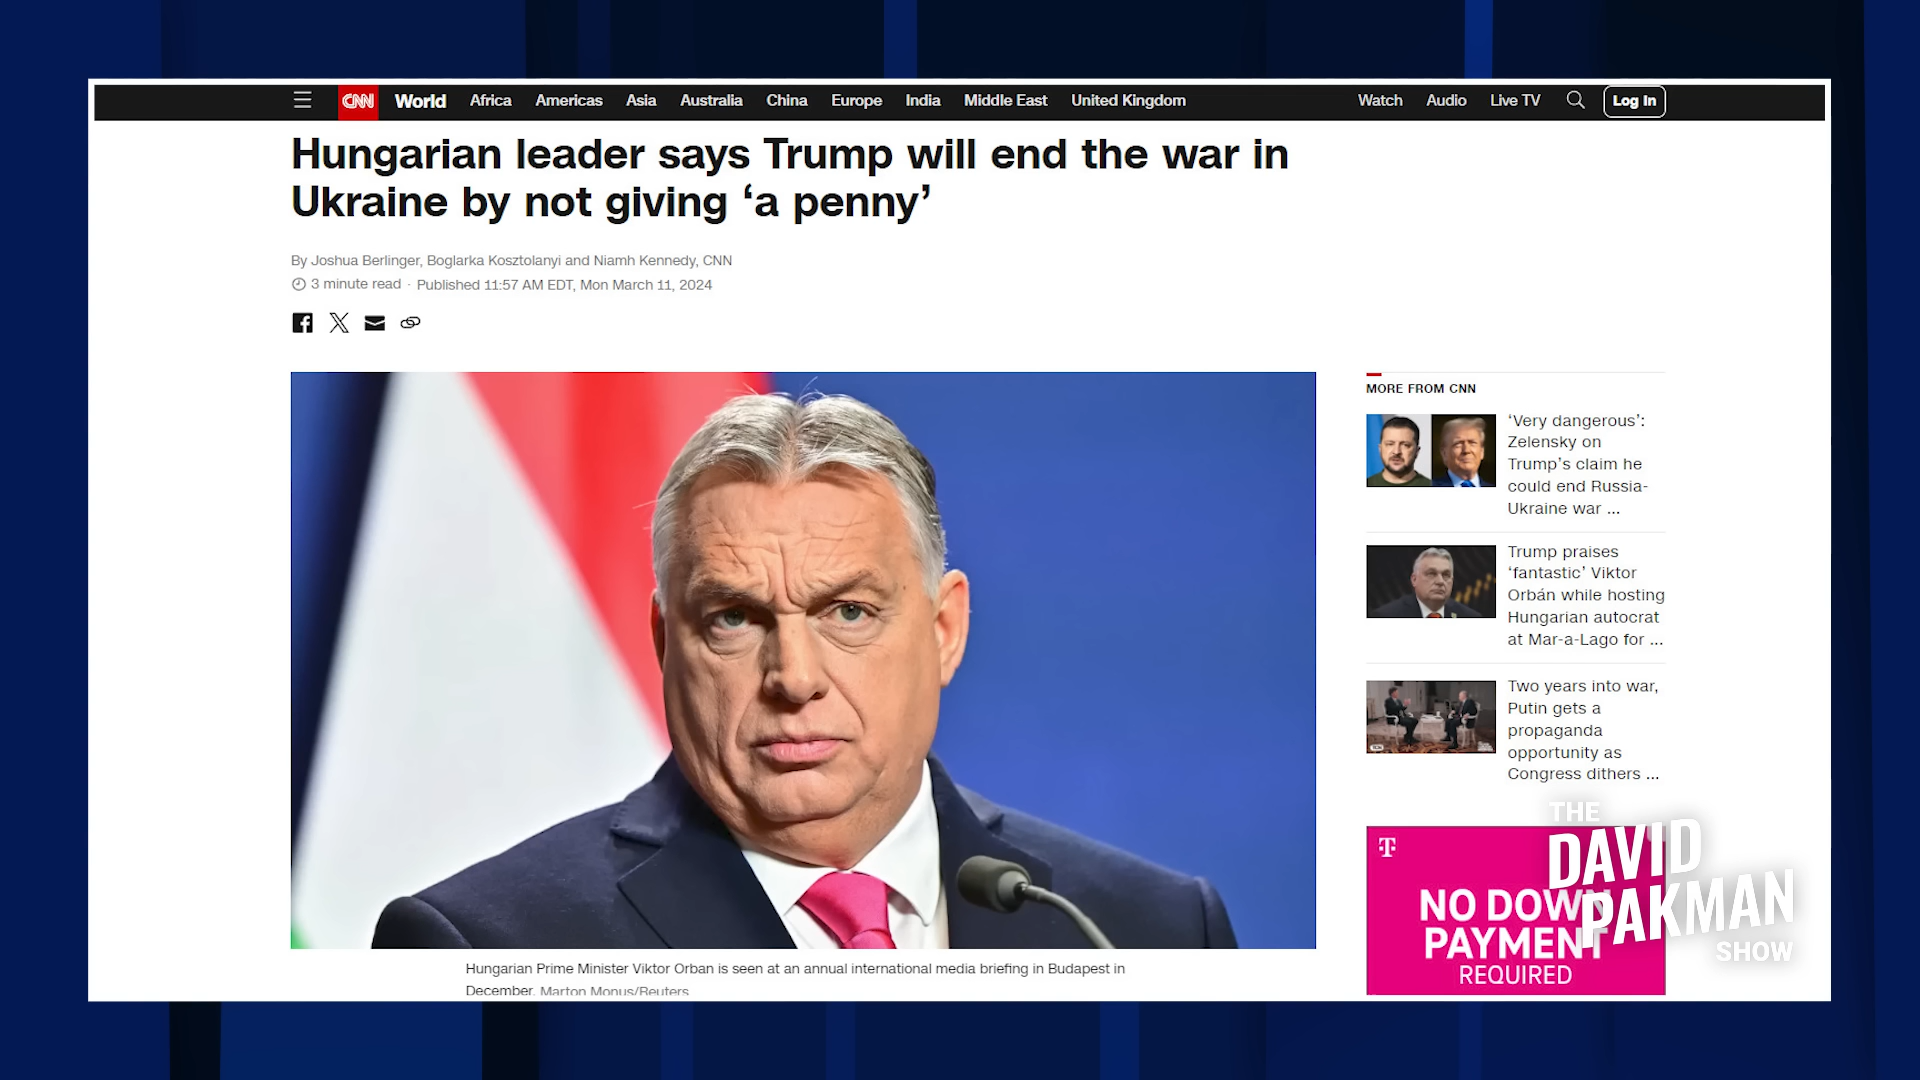 CNN World Africa Americas Asia Australia China Europe India Middle East United Kingdom Watch Audio Live TV Log In
Hungarian leader says Trump will end the war in
Ukraine by not giving ‘a penny’
By Joshua Berlinger, Boglarka Kosztolanyi and Niamh Kennedy, CNN
3 minute read · Published 11:57 AM EDT, Mon March 11, 2024
Hungarian Prime Minister Viktor Orban is seen at an annual international media briefing in Budapest in
December. Marton Monus/Reuters
MORE FROM CNN
‘Very dangerous’:
Zelensky on
Trump’s claim he
could end Russia-
Ukraine war ...
Trump praises
‘fantastic’ Viktor
Orbán while hosting
Hungarian autocrat
at Mar-a-Lago for ...
Two years into war,
Putin gets a
propaganda
opportunity as
Congress dithers ...
T
NO DOWN
PAYMENT
REQUIRED
THE
DAVID
PAKMAN
SHOW